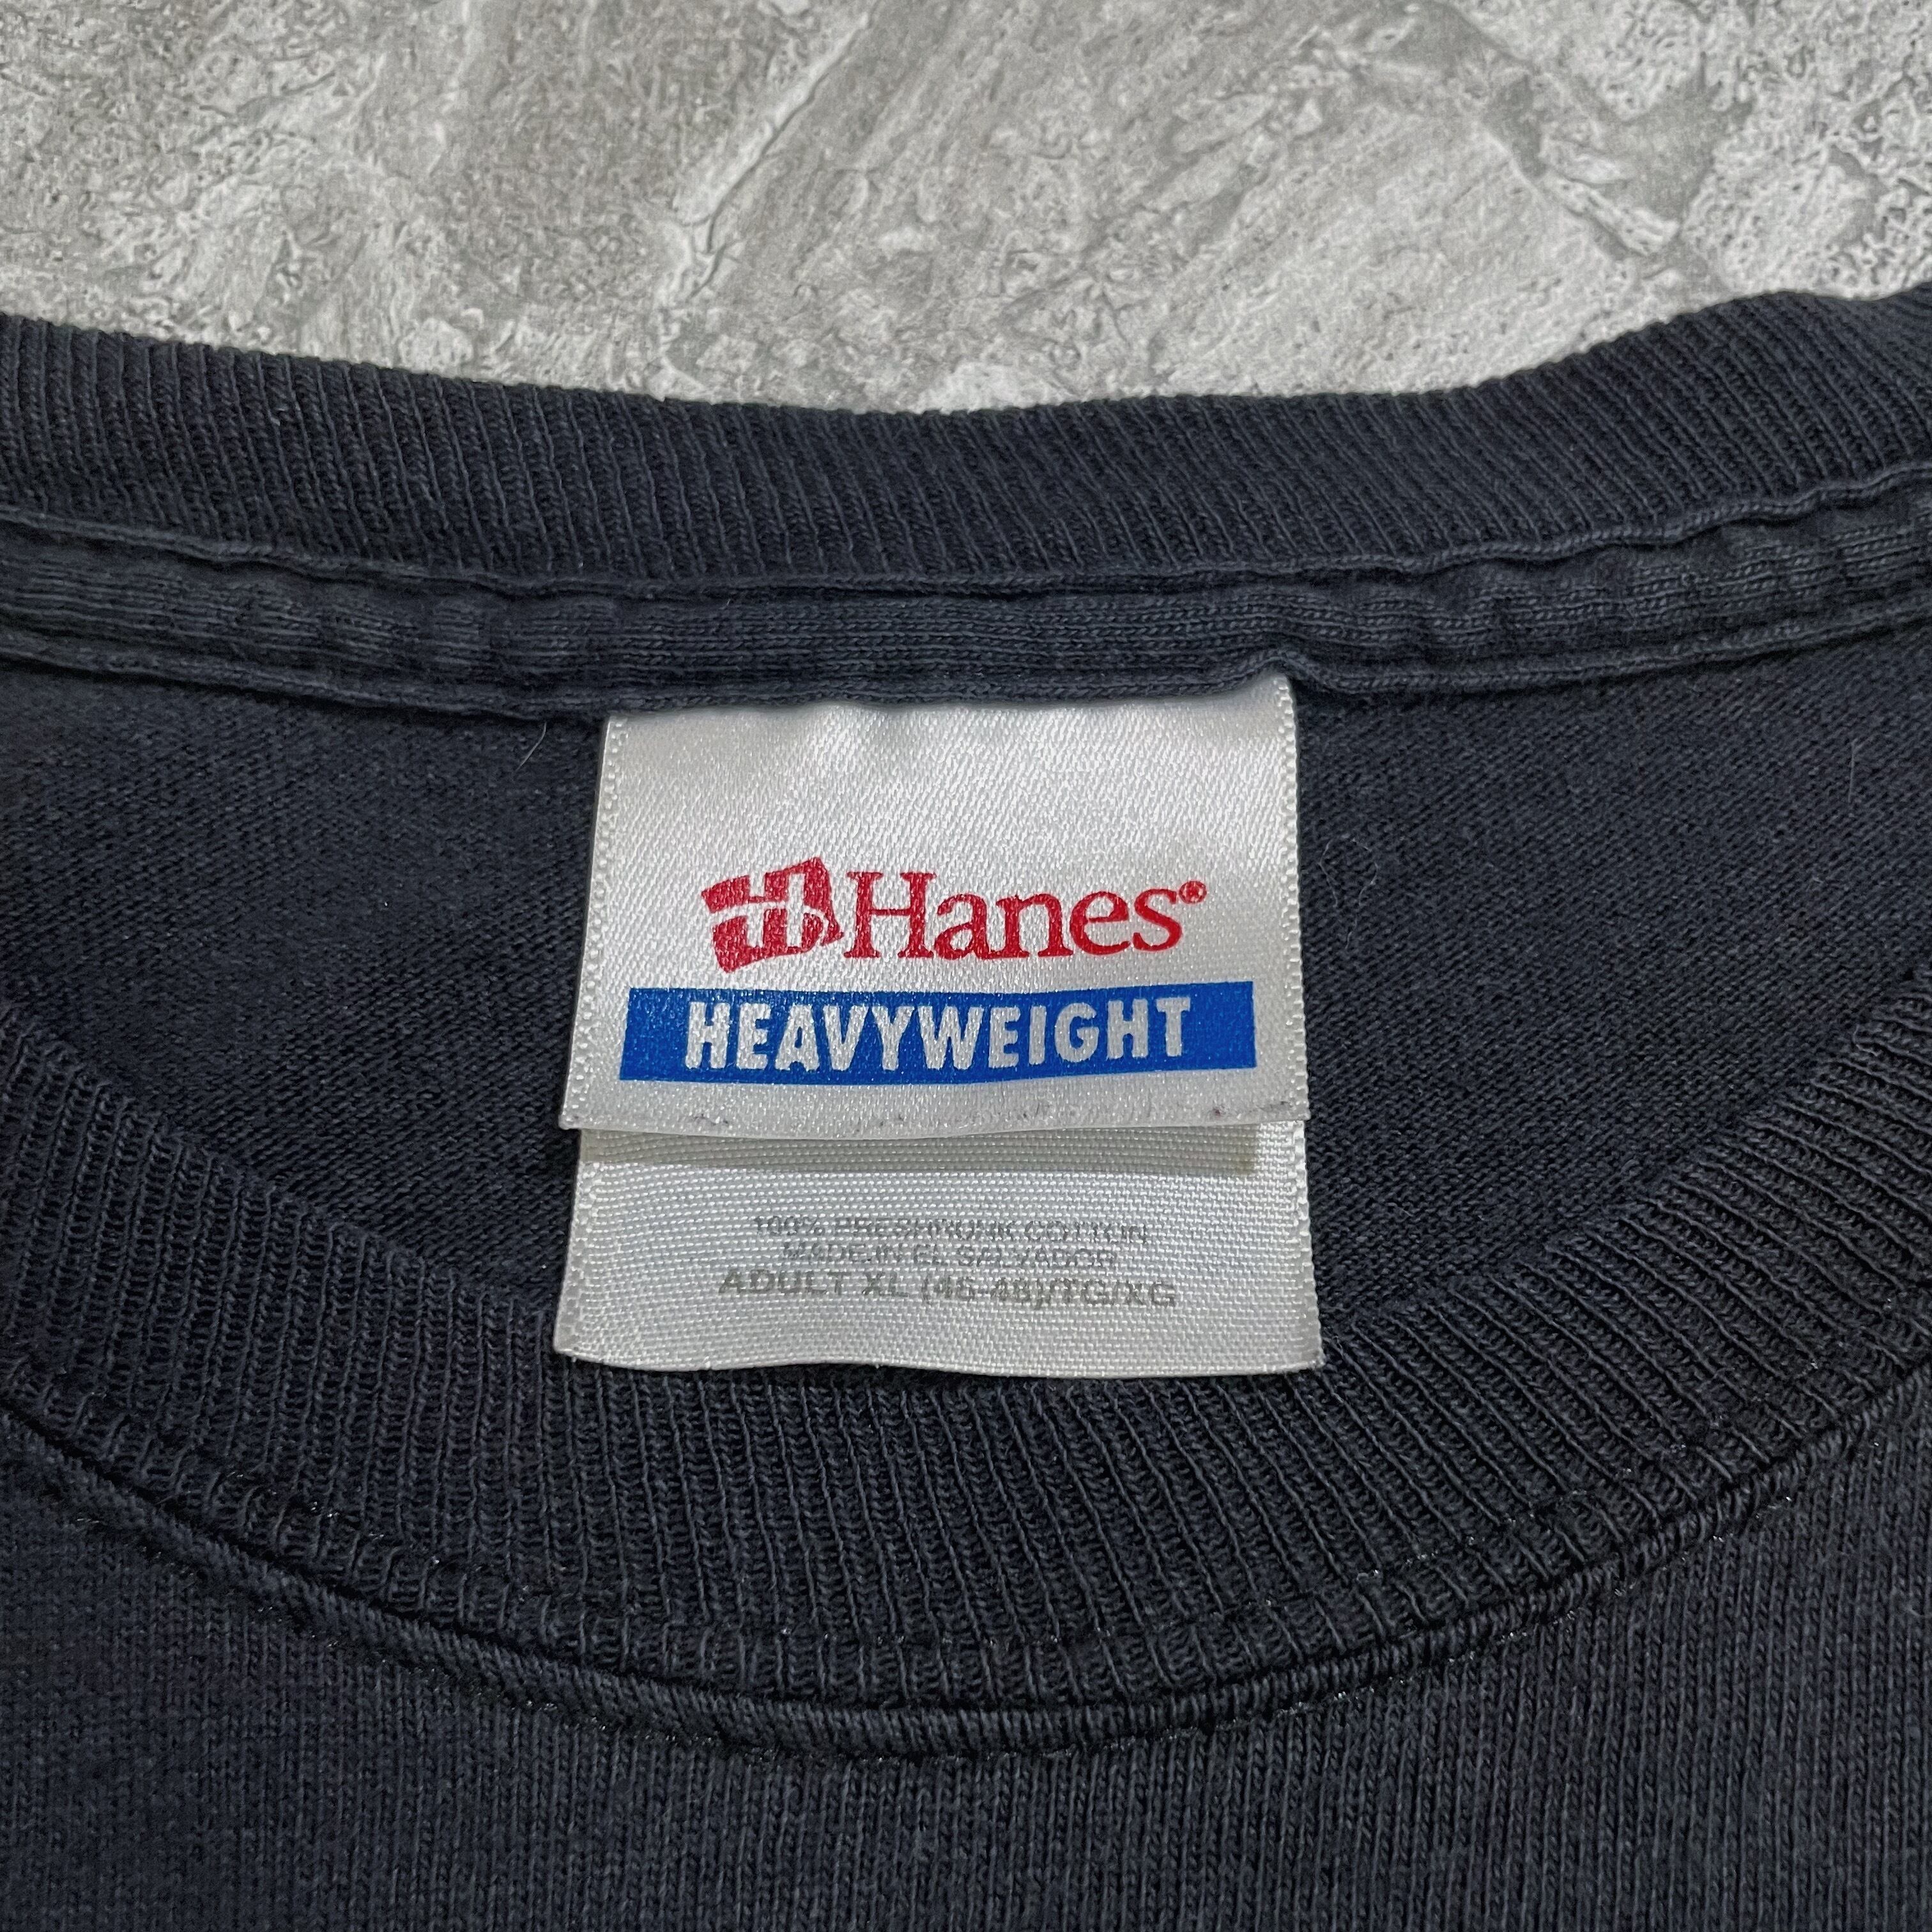 Hanes®
HEAVYWEIGHT
100% PRESHRUNK COTTON
MADE IN EL SALVADOR
ADULT XL (46-48)/TG/XG